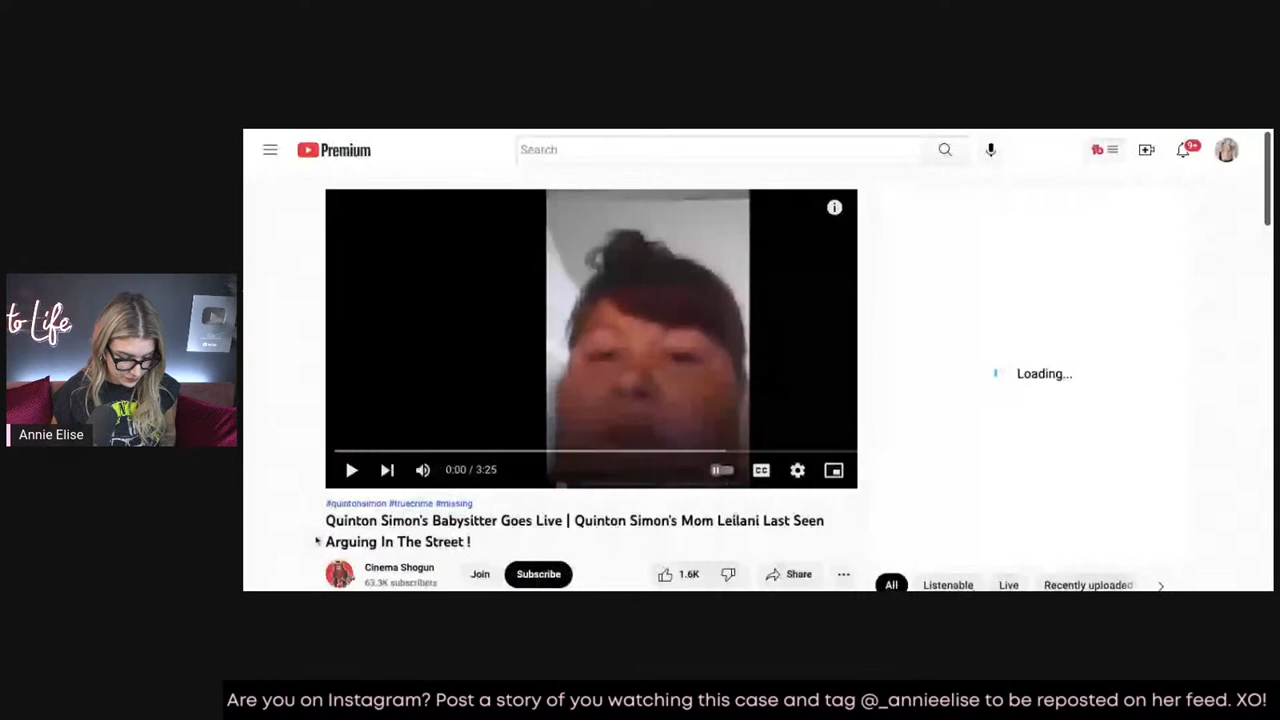 Premium
Search
9+
to Life
Annie Elise
Loading...
0:00 / 3:25
CC
#quintonsimon #truecrime #missing
Quinton Simon's Babysitter Goes Live | Quinton Simon's Mom Leilani Last Seen
Arguing In The Street !
Cinema Shogun
63.3K subscribers
Join
Subscribe
1.6K
Share
All
Listenable
Live
Recently uploaded
Are you on Instagram? Post a story of you watching this case and tag @_annieelise to be reposted on her feed. XO!